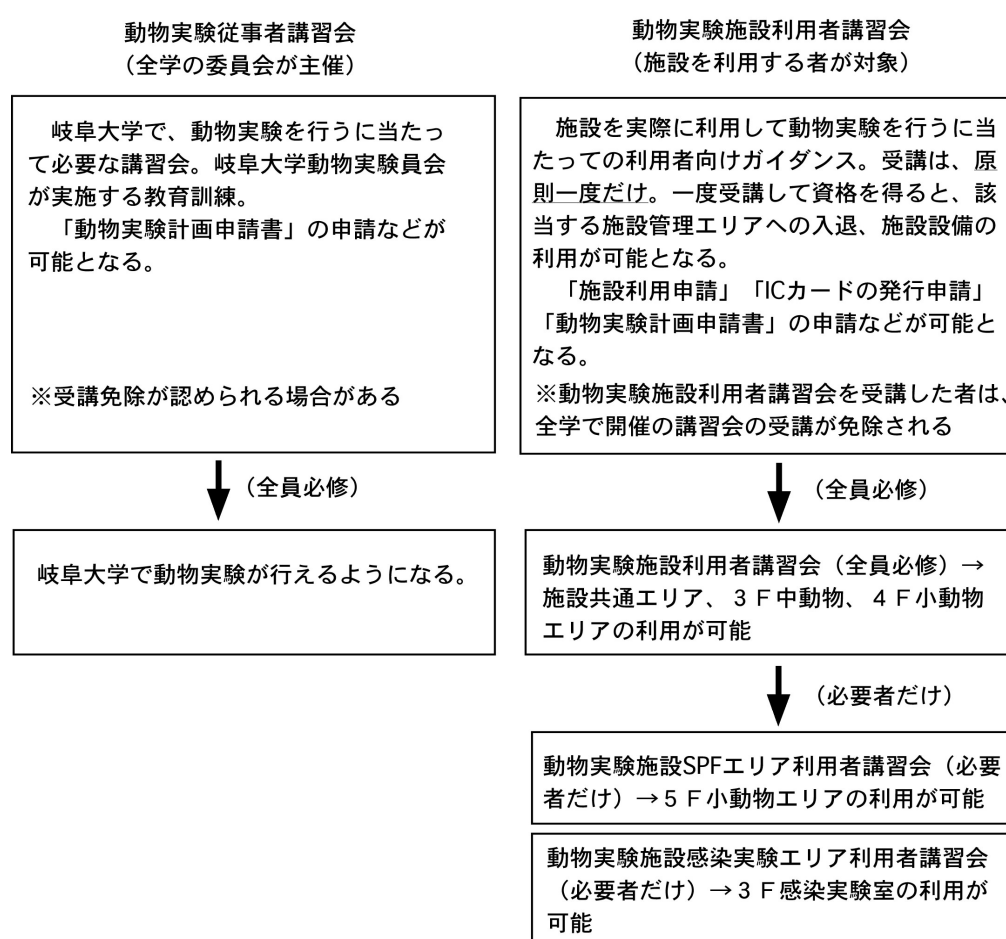 動物実験従事者講習会
（全学の委員会が主催）
岐阜大学で、動物実験を行うに当たっ
て必要な講習会。岐阜大学動物実験員会
が実施する教育訓練。
「動物実験計画申請書」の申請などが
可能となる。
※受講免除が認められる場合がある
（全員必修）
岐阜大学で動物実験が行えるようになる。
動物実験施設利用者講習会
（施設を利用する者が対象）
施設を実際に利用して動物実験を行うに当
たっての利用者向けガイダンス。受講は、原
則一度だけ。一度受講して資格を得ると、該
当する施設管理エリアへの入退、施設設備の
利用が可能となる。
「施設利用申請」「ICカードの発行申請」
「動物実験計画申請書」の申請などが可能と
なる。
※動物実験施設利用者講習会を受講した者は、
全学で開催の講習会の受講が免除される
（全員必修）
動物実験施設利用者講習会（全員必修）→
施設共通エリア、３Ｆ中動物、４Ｆ小動物
エリアの利用が可能
（必要者だけ）
動物実験施設SPFエリア利用者講習会（必要
者だけ）→５Ｆ小動物エリアの利用が可能
動物実験施設感染実験エリア利用者講習会
（必要者だけ）→３Ｆ感染実験室の利用が
可能